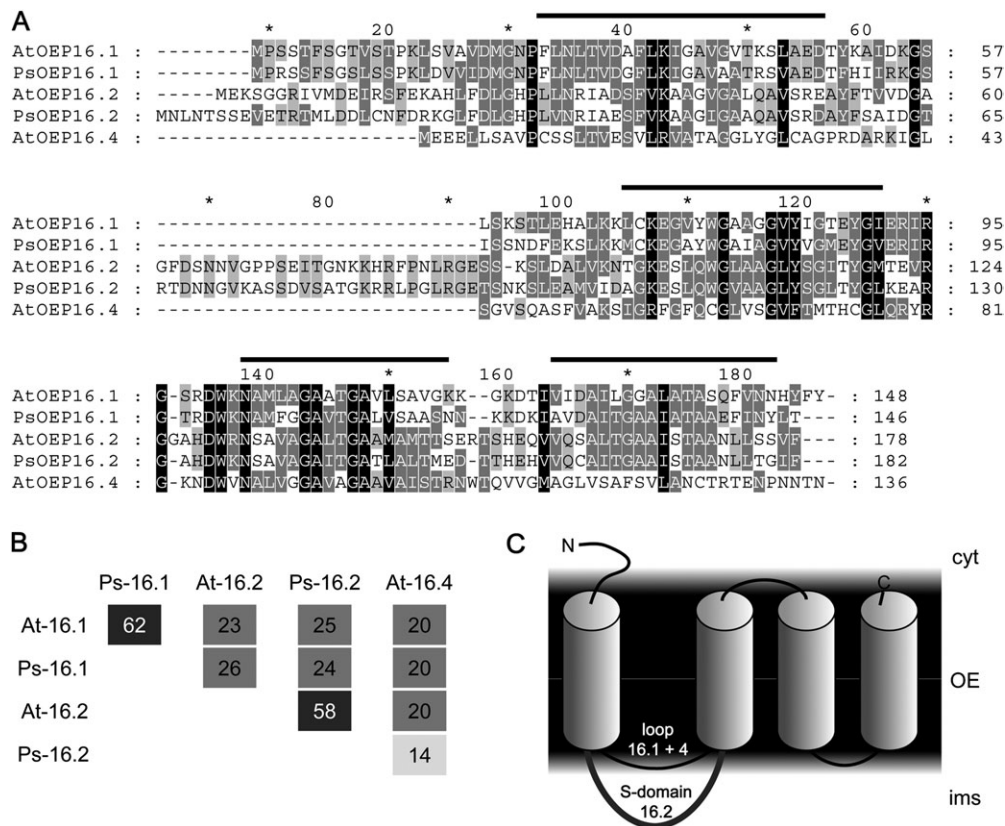 A
* 20 * 40 * 60
AtOEP16.1 : --------MPSSTFSGTVSTPKLSVAVDMGNPFLNLTVDAFLKIGAVGVTKSLAEDTYKAIDKGS : 57
PsOEP16.1 : --------MPRSSFSGSLSSPKLDVVIDMGNPFLNLTVDGFLKIGAVAATRSVAEDTFHIIRKGS : 57
AtOEP16.2 : -----MEKSGGRIVMDEIRSFEKAHLFDLGHPLLNRIADSFVKAAGVGALQAVSREAYFTVVDGA : 60
PsOEP16.2 : MNLNTSSEVETRTMLDDLCNFDRKGLFDLGHPLVNRIAESFVKAAGIGAAQAVSRDAYFSAIDGT : 65
AtOEP16.4 : ----------------------MEEELLSAVPCSSLTVESVLRVATAGGLYGLCAGPRDARKIGL : 43
* 80 * 100 * 120 *
AtOEP16.1 : ---------------------------LSKSTLEHALKKLCKEGVYWGAAGGVYIGTEYGIERIR : 95
PsOEP16.1 : ---------------------------ISSNDFEKSLKKMCKEGAYWGAIAGVYVGMEYGVERIR : 95
AtOEP16.2 : GFDSNNVGPPSEITGNKKHRFPNLRGESS-KSLDALVKNTGKESLQWGLAAGLYSGITYGMTEVR : 124
PsOEP16.2 : RTDNNGVKASSDVSATGKRRLPGLRGETNSKSLEAMVIDAGKESLQWGVAAGLYSGLTYGLKEAR : 130
AtOEP16.4 : ---------------------------SGVSQASFVAKSIGRFGFQCGLVSGVFTMTHCGLQRYR : 81
140 * 160 * 180
AtOEP16.1 : G-SRDWKNAMLAGAATGAVLSAVGKK--GKDTIVIDAILGGALATASQFVNNHYFY- : 148
PsOEP16.1 : G-TRDWKNAMFGGAVTGALVSAASNN--KKDKIAVDAITGAAIATAAEFINYLT--- : 146
AtOEP16.2 : GGAHDWRNSAVAGALTGAAMAMTTSERTSHEQVVQSALTGAAISTAANLLSSVF--- : 178
PsOEP16.2 : G-AHDWKNSAVAGAITGATLALTMED-TTHEHVVQCAITGAAISTAANLLTGIF--- : 182
AtOEP16.4 : G-KNDWVNALVGGAVAGAAVAISTRNWTQVVGMAGLVSAFSVLANCTRTENPNNTN- : 136
B
Ps-16.1 At-16.2 Ps-16.2 At-16.4
At-16.1 62 23 25 20
Ps-16.1 26 24 20
At-16.2 58 20
Ps-16.2 14
C
N
cyt
C
OE
loop
16.1 + 4
S-domain
16.2
ims